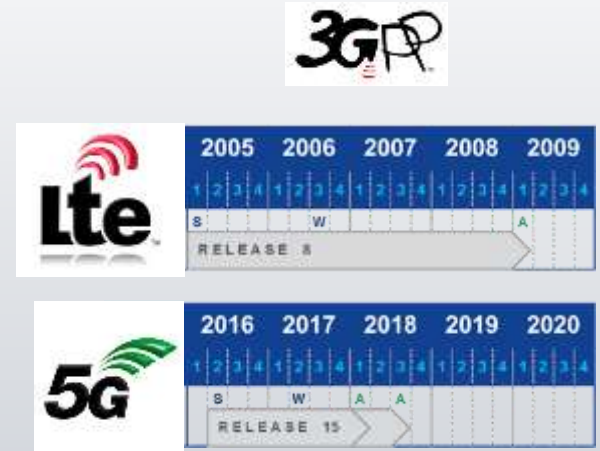 3GPP
Lte
2005 2006 2007 2008 2009
1 2 3 4 1 2 3 4 1 2 3 4 1 2 3 4 1 2 3 4
S W A
RELEASE 8
5G
2016 2017 2018 2019 2020
1 2 3 4 1 2 3 4 1 2 3 4 1 2 3 4 1 2 3 4
S W A A
RELEASE 15